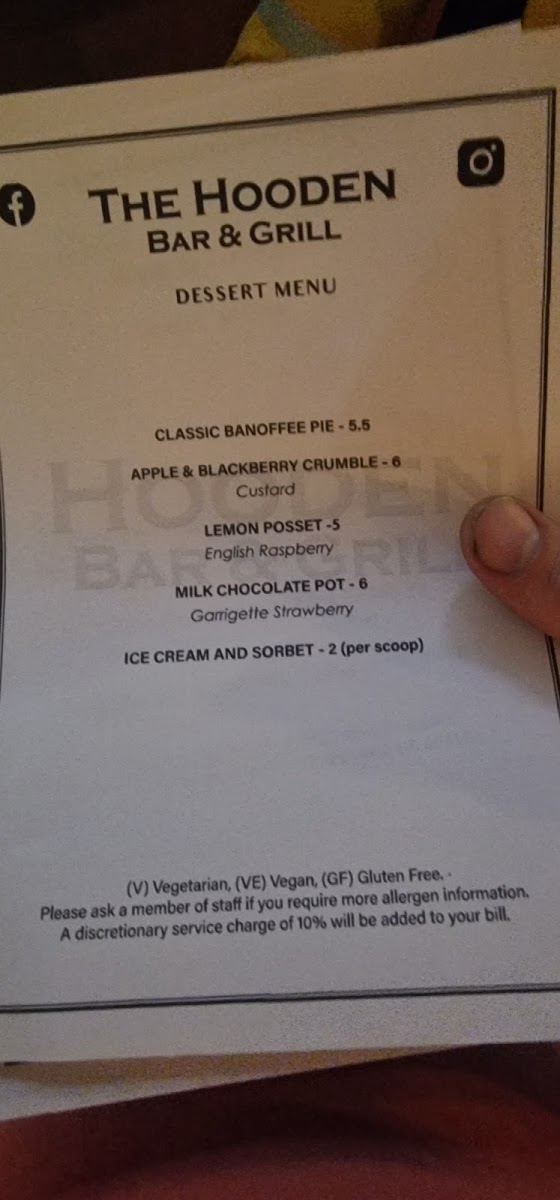 THE HOODEN
BAR & GRILL
DESSERT MENU
CLASSIC BANOFFEE PIE - 5.5
APPLE & BLACKBERRY CRUMBLE - 6
Custard
LEMON POSSET -5
English Raspberry
MILK CHOCOLATE POT - 6
Garrigette Strawberry
ICE CREAM AND SORBET - 2 (per scoop)
HOODEN
BAR & GRILL
(V) Vegetarian, (VE) Vegan, (GF) Gluten Free. ·
Please ask a member of staff if you require more allergen information.
A discretionary service charge of 10% will be added to your bill.